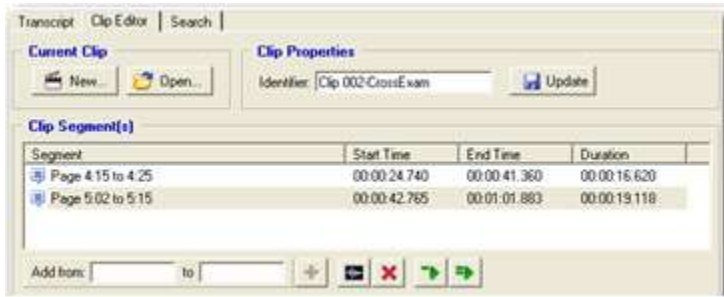 Transcript Clip Editor Search
Current Clip Clip Properties
New... Open... Identifier: Clip 002-CrossExam Update
Clip Segment(s)
Segment Start Time End Time Duration
Page 4:15 to 4:25 00:00:24.740 00:00:41.360 00:00:16.620
Page 5:02 to 5:15 00:00:42.765 00:01:01.883 00:00:19.118
Add from: to